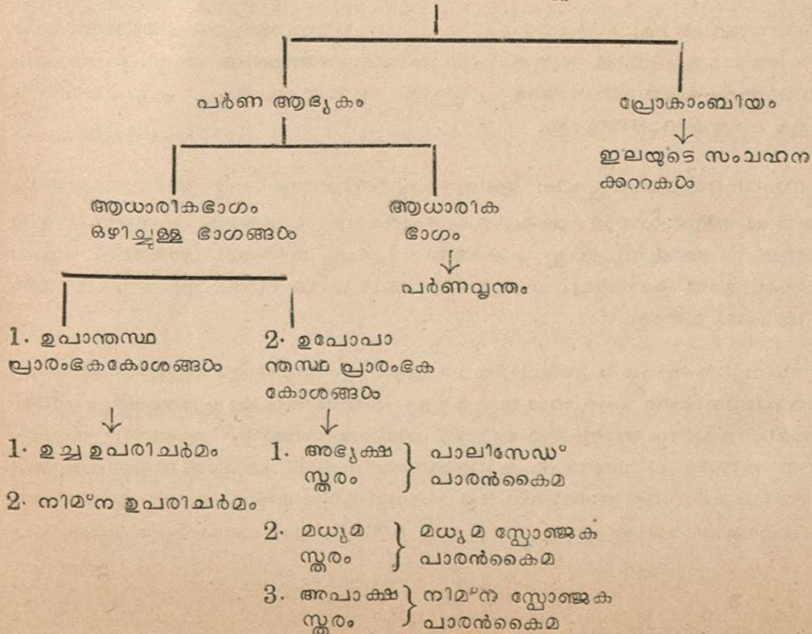 പർണ ആദ്യകം
പ്രോകാംബിയം
ഇലയുടെ സംവഹന
ക്കററകൾ
ആധാരികഭാഗം
ഒഴിച്ചുള്ള ഭാഗങ്ങൾ
ആധാരിക
ഭാഗം
പർണവൃന്തം
1. ഉപാന്തസ്ഥ
പ്രാരംഭകകോശങ്ങൾ
2. ഉപോപാ
ന്തസ്ഥ പ്രാരംഭക
കോശങ്ങൾ
1. ഉച്ച ഉപരിചർമം
2. നിമ്ന ഉപരിചർമം
1. അഭ്യക്ഷ
സ്തരം
പാലിസേഡ്
പാരൻകൈമ
2. മധ്യമ
സ്തരം
മധ്യമ സ്പോഞ്ജക
പാരൻകൈമ
3. അപാക്ഷ
സ്തരം
നിമ്ന സ്പോഞ്ജക
പാരൻകൈമ